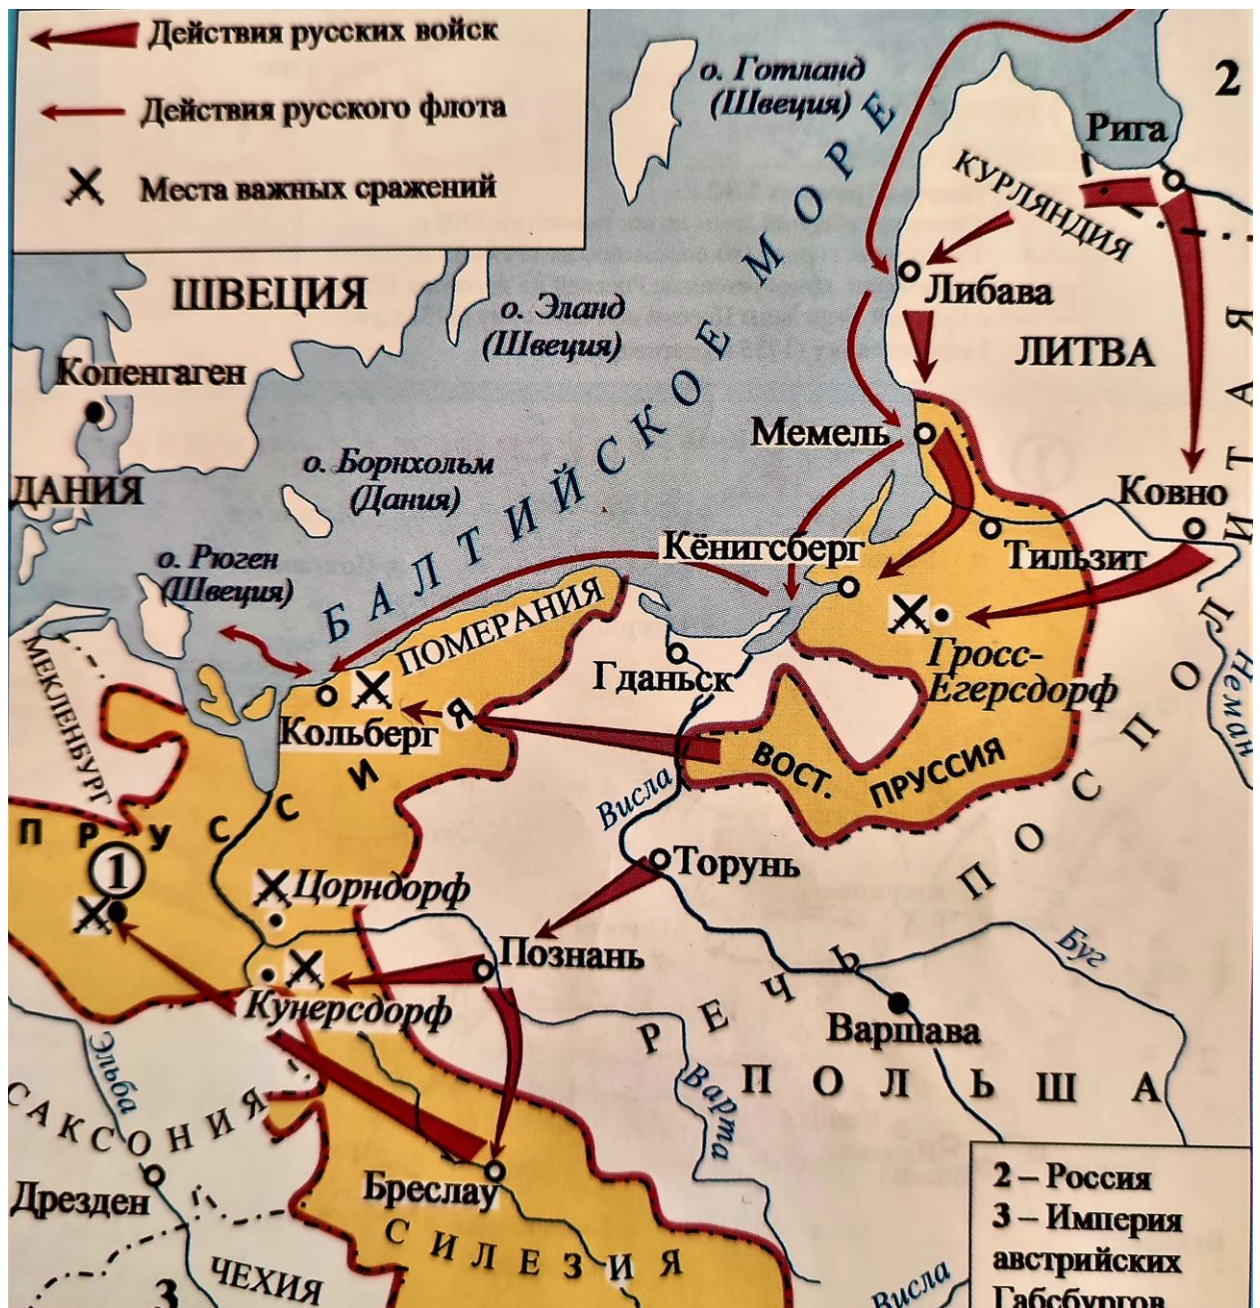 Действия русских войск
Действия русского флота
Места важных сражений
о. Готланд
(Швеция)
2
Рига
КУРЛЯНДИЯ
БАЛТИЙСКОЕ МОРЕ
ШВЕЦИЯ
о. Эланд
(Швеция)
Либава
ЛИТВА
Копенгаген
Мемель
о. Борнхольм
(Дания)
ДАНИЯ
Ковно
Кёнигсберг
Тильзит
о. Рюген
(Швеция)
ПОМЕРАНИЯ
МЕКЛЕНБУРГ
Гданьск
Гросс-
Егерсдорф
Неман
Кольберг
ВОСТ. ПРУССИЯ
Висла
ПРУССИЯ
1
Цорндорф
Торунь
РЕЧЬ ПОСПОЛИТАЯ
Познань
Буг
Кунерсдорф
Варшава
Эльба
Варта
ПОЛЬША
САКСОНИЯ
Дрезден
Бреслау
СИЛЕЗИЯ
2 – Россия
3 – Империя
австрийских
Габсбургов
ЧЕХИЯ
3
Висла